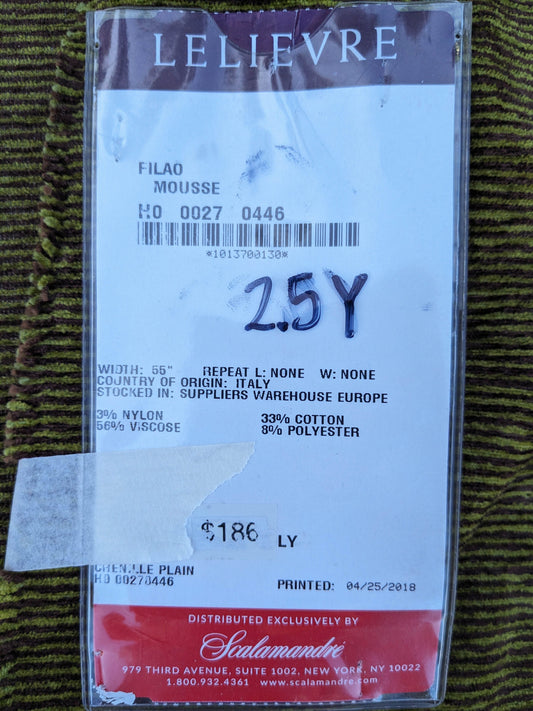 LELIEVRE
FILAO
MOUSSE
H0 0027 0446
*1013700130*
2.5Y
WIDTH: 55" REPEAT L: NONE W: NONE
COUNTRY OF ORIGIN: ITALY
STOCKED IN: SUPPLIERS WAREHOUSE EUROPE
3% NYLON 33% COTTON
56% VISCOSE 8% POLYESTER
$186 LY
CHENILLE PLAIN
H0 00270446 PRINTED: 04/25/2018
DISTRIBUTED EXCLUSIVELY BY
Scalamandré
979 THIRD AVENUE, SUITE 1002, NEW YORK, NY 10022
1.800.932.4361 www.scalamandre.com